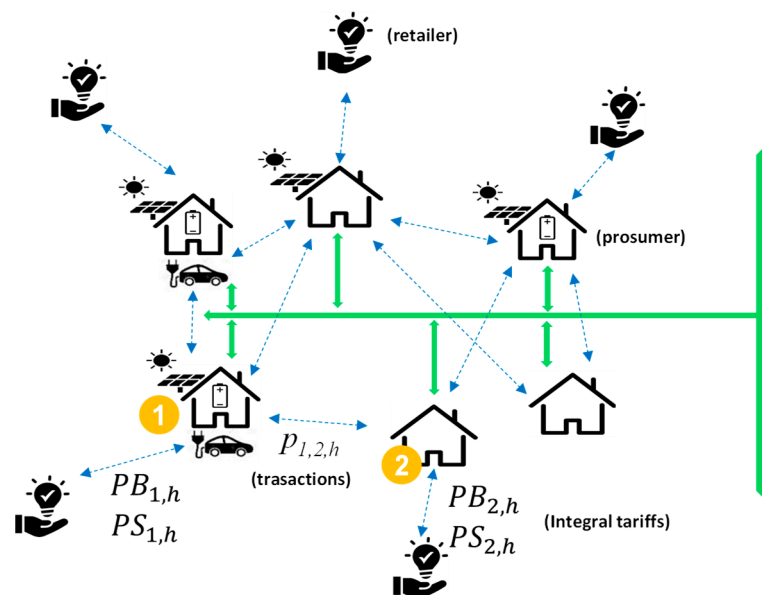 (retailer)
(prosumer)
1
p1,2,h
(trasactions)
2
PB1,h
PS1,h
PB2,h
PS2,h
(Integral tariffs)